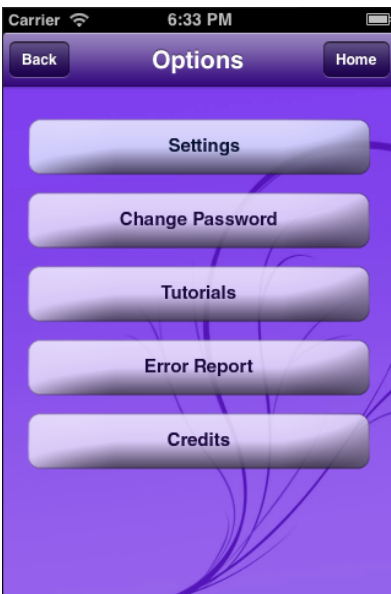 Carrier 6:33 PM
Back Options Home
Settings
Change Password
Tutorials
Error Report
Credits